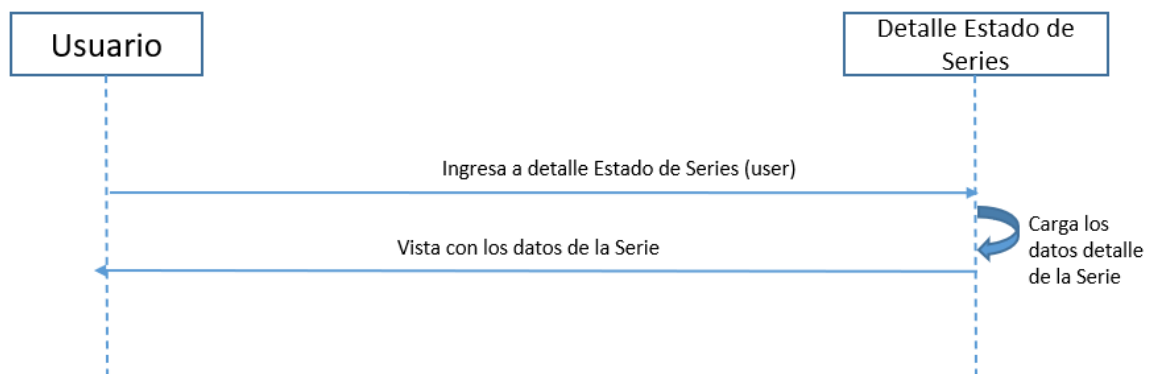 Usuario
Detalle Estado de
Series
Ingresa a detalle Estado de Series (user)
Carga los
datos detalle
de la Serie
Vista con los datos de la Serie